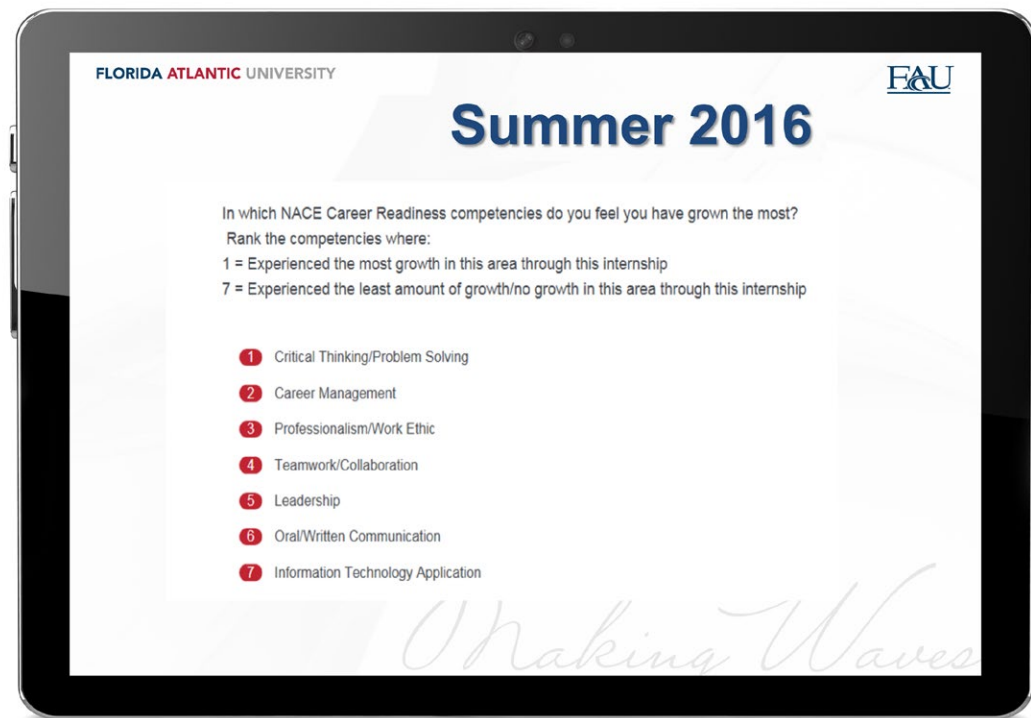 FLORIDA ATLANTIC UNIVERSITY
FAU
Summer 2016
In which NACE Career Readiness competencies do you feel you have grown the most?
Rank the competencies where:
1 = Experienced the most growth in this area through this internship
7 = Experienced the least amount of growth/no growth in this area through this internship
1 Critical Thinking/Problem Solving
2 Career Management
3 Professionalism/Work Ethic
4 Teamwork/Collaboration
5 Leadership
6 Oral/Written Communication
7 Information Technology Application
Making Waves